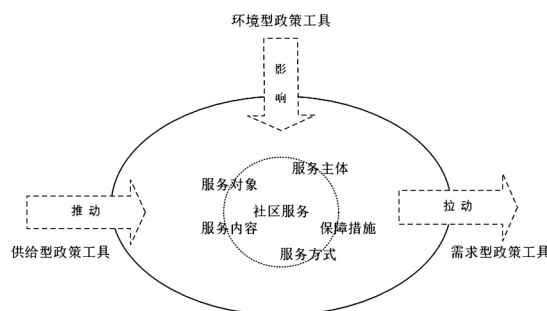 环境型政策工具
影
响
服务主体
服务对象
推 动
社区服务
拉 动
服务内容
保障措施
供给型政策工具
服务方式
需求型政策工具